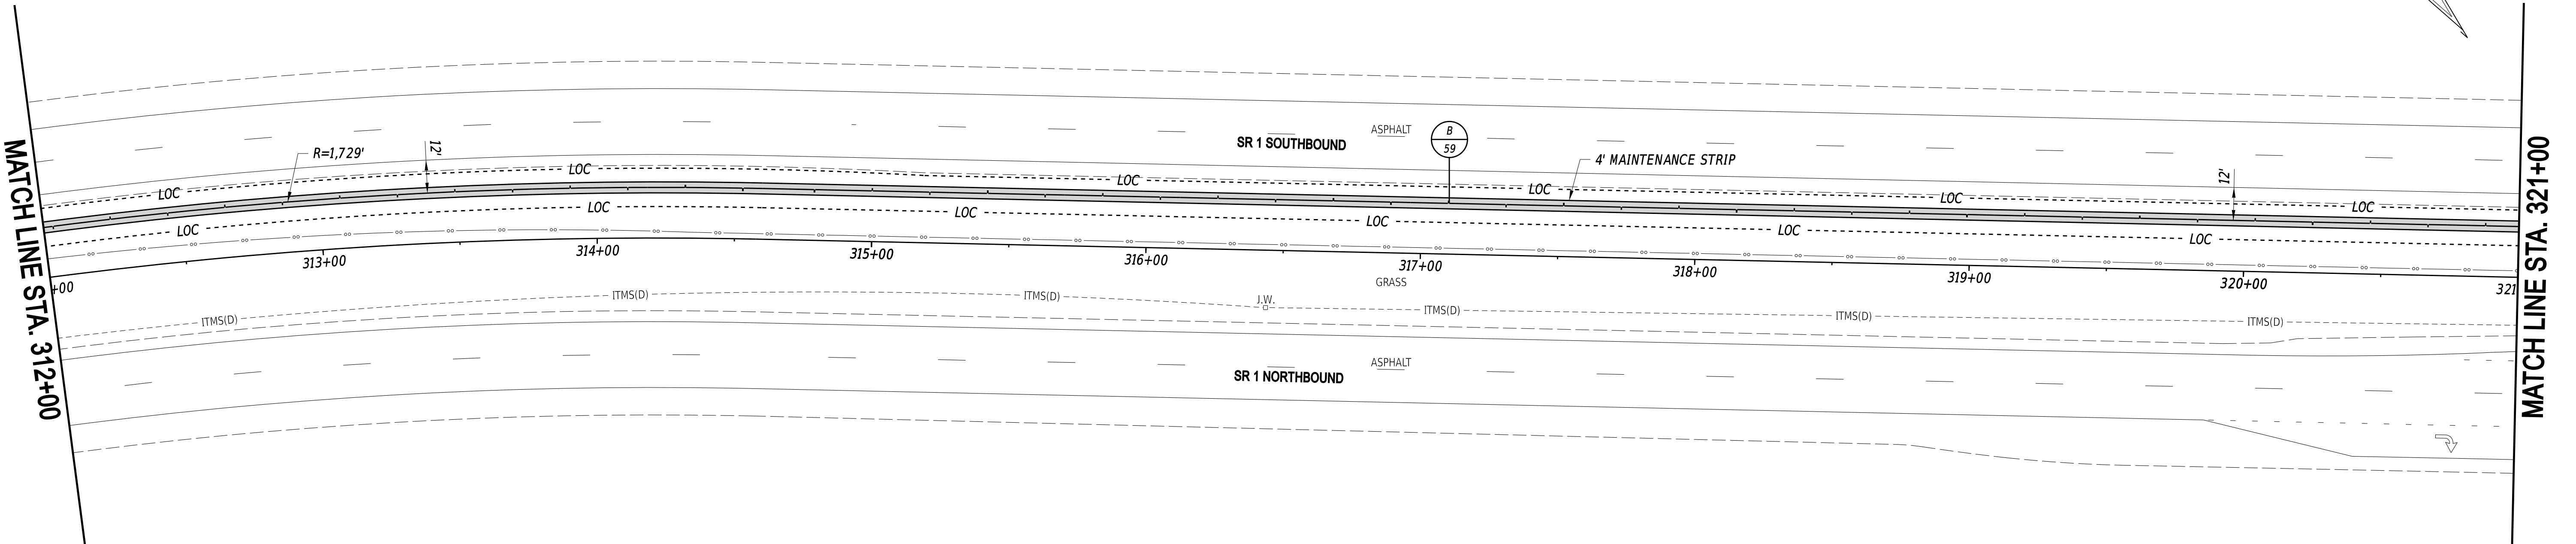 MATCH LINE STA. 312+00
R=1,729'
12'
SR 1 SOUTHBOUND
ASPHALT
B
59
4' MAINTENANCE STRIP
12'
MATCH LINE STA. 321+00
LOC
LOC
LOC
LOC
LOC
LOC
LOC
LOC
LOC
LOC
LOC
LOC
+00
313+00
314+00
315+00
316+00
317+00
318+00
319+00
320+00
321
GRASS
ITMS(D)
ITMS(D)
ITMS(D)
J.W.
ITMS(D)
ITMS(D)
ITMS(D)
ASPHALT
SR 1 NORTHBOUND